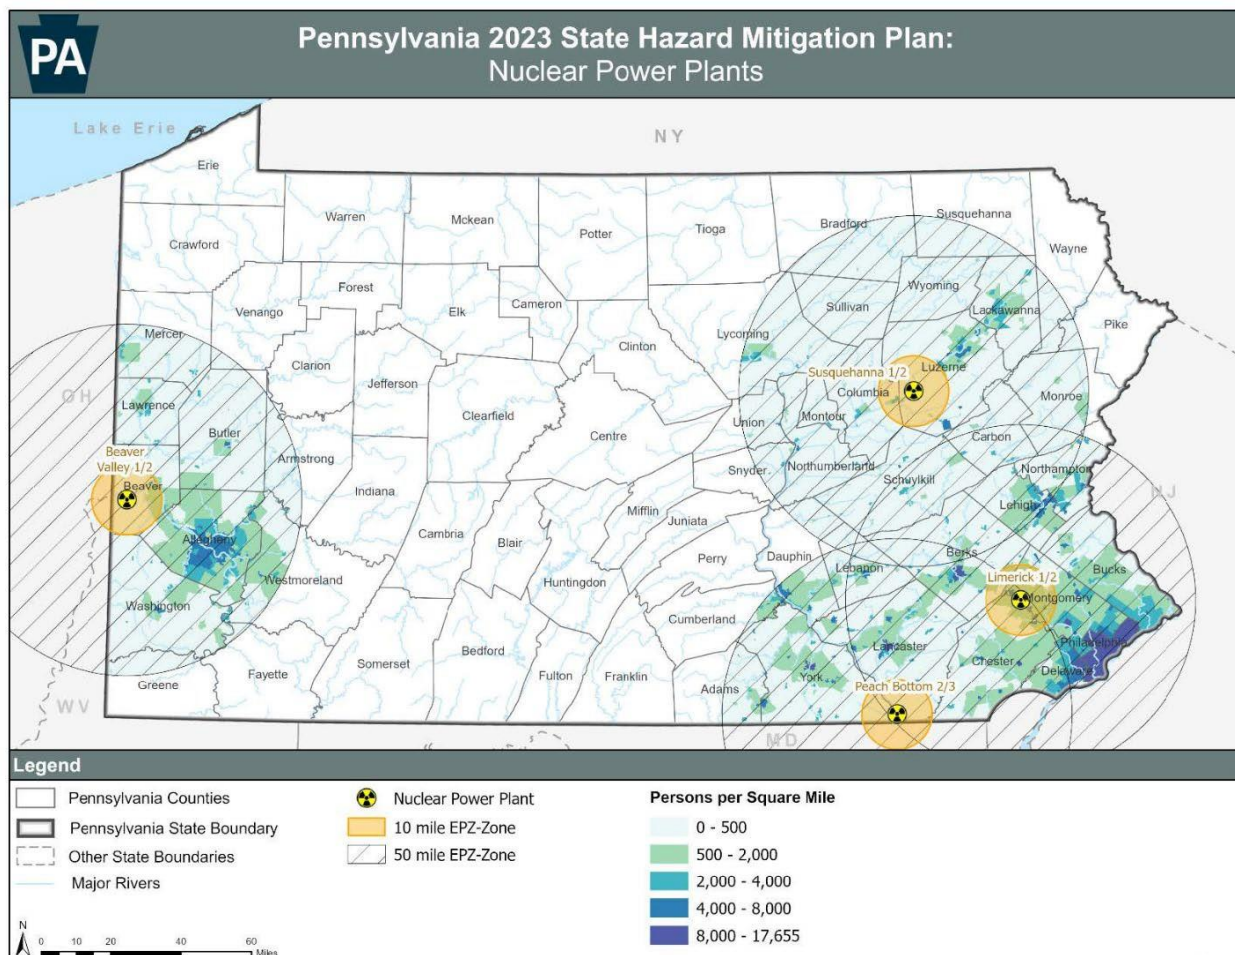 PA
Pennsylvania 2023 State Hazard Mitigation Plan:
Nuclear Power Plants
Lake Erie
NY
Erie
Crawford
Warren
Mckean
Potter
Tioga
Bradford
Susquehanna
Wayne
Forest
Venango
Elk
Cameron
Sullivan
Wyoming
Lackawanna
Pike
Mercer
Clarion
Jefferson
Clinton
Lycoming
Luzerne
Susquehanna 1/2
Columbia
Monroe
OH
Lawrence
Butler
Clearfield
Centre
Union
Montour
Carbon
Beaver
Valley 1/2
Beaver
Armstrong
Indiana
Snyder
Northumberland
Schuylkill
Northampton
NJ
Lehigh
Allegheny
Cambria
Blair
Mifflin
Juniata
Perry
Dauphin
Lebanon
Berks
Bucks
Limerick 1/2
Montgomery
Westmoreland
Washington
Huntingdon
Cumberland
Lancaster
Philadelphia
Chester
Delaware
Greene
Fayette
Somerset
Bedford
Fulton
Franklin
Adams
York
Peach Bottom 2/3
WV
MD
Legend
Pennsylvania Counties
Pennsylvania State Boundary
Other State Boundaries
Major Rivers
Nuclear Power Plant
10 mile EPZ-Zone
50 mile EPZ-Zone
Persons per Square Mile
0 - 500
500 - 2,000
2,000 - 4,000
4,000 - 8,000
8,000 - 17,655
N
0 10 20 40 60
Miles